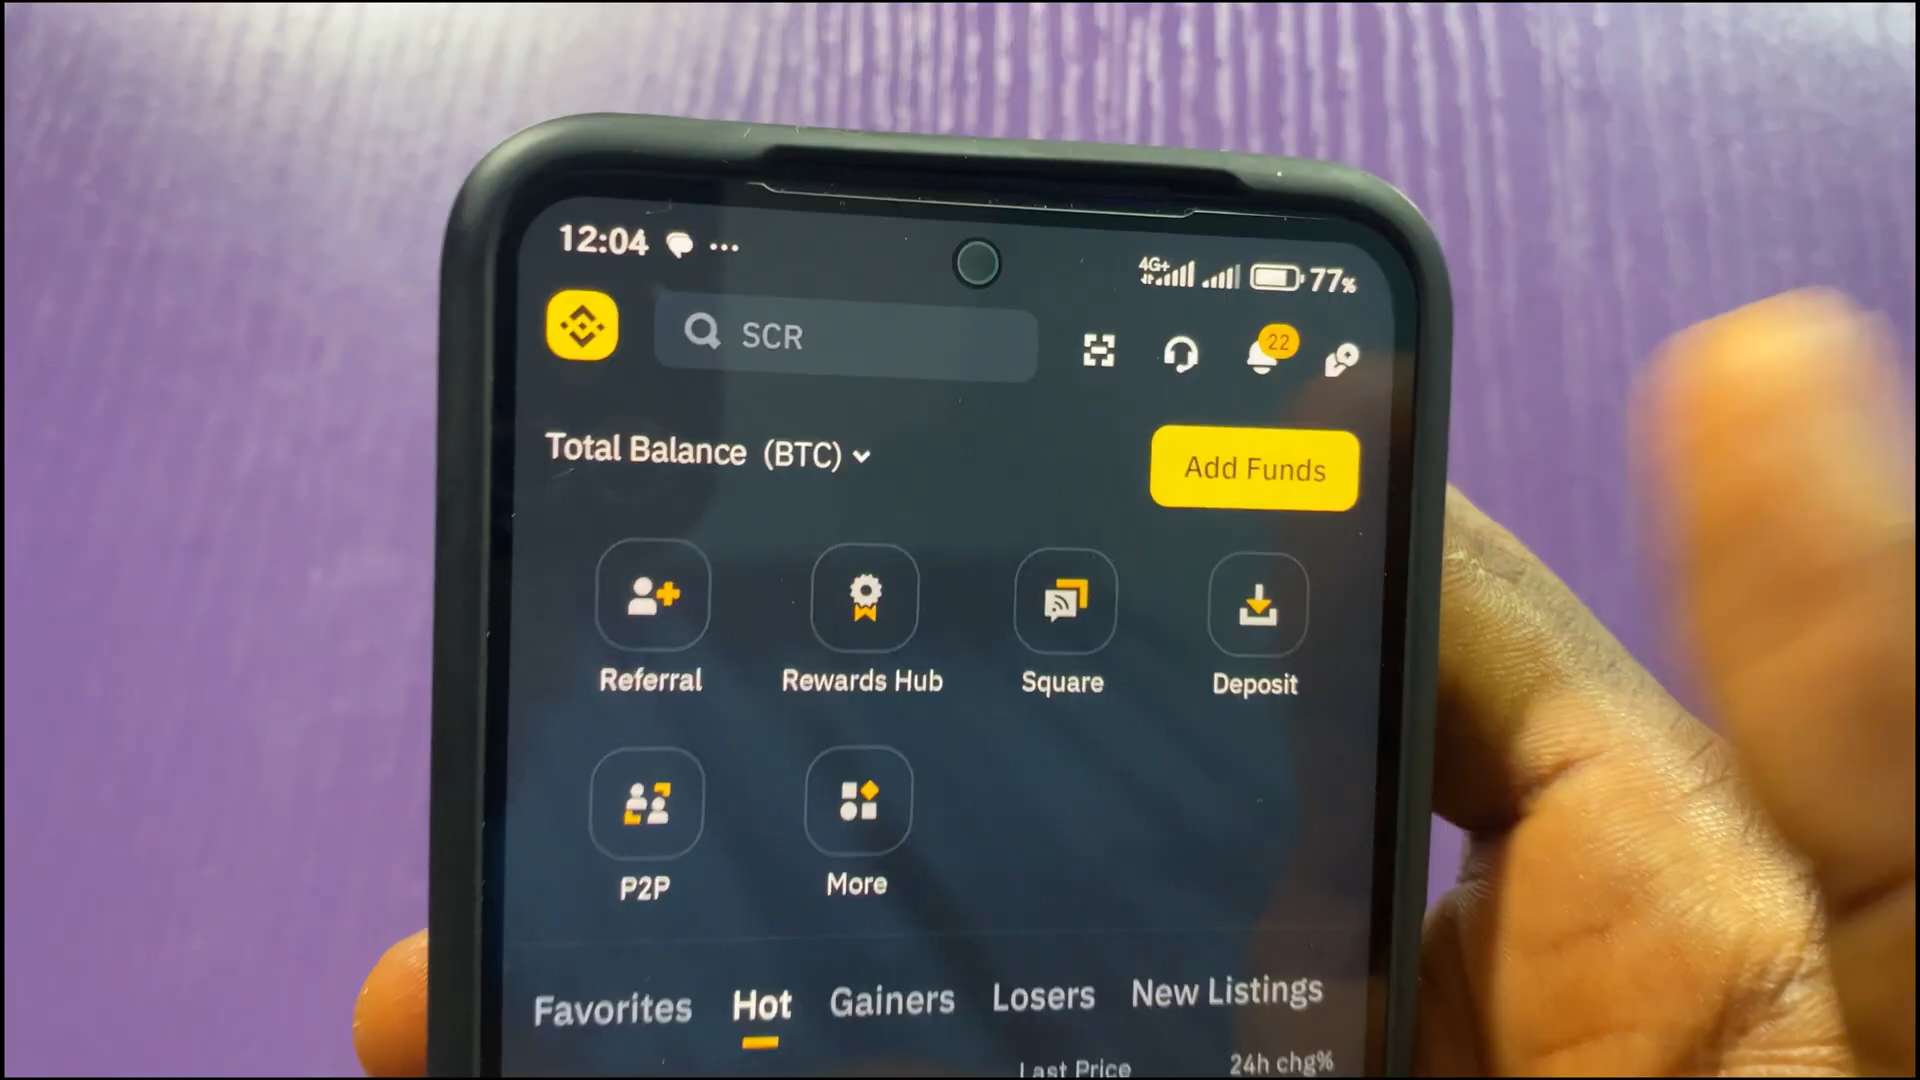 12:04 ...
4G+ 77%
SCR
22
Total Balance (BTC)
Add Funds
Referral Rewards Hub Square Deposit
P2P More
Favorites Hot Gainers Losers New Listings
Last Price 24h chg%